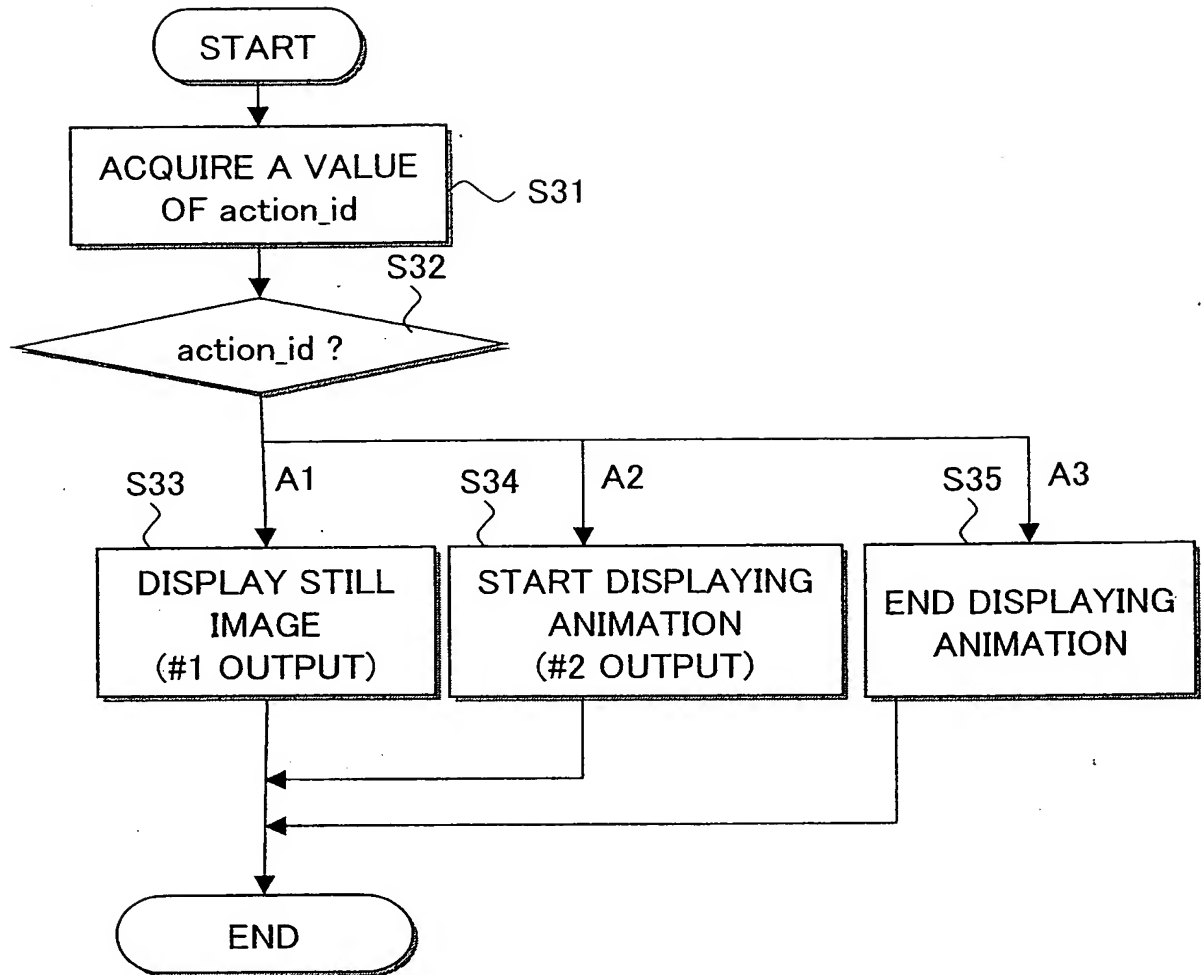 START
ACQUIRE A VALUE
OF action_id
S31
S32
action_id ?
S33
A1
S34
A2
S35
A3
DISPLAY STILL
IMAGE
(#1 OUTPUT)
START DISPLAYING
ANIMATION
(#2 OUTPUT)
END DISPLAYING
ANIMATION
END